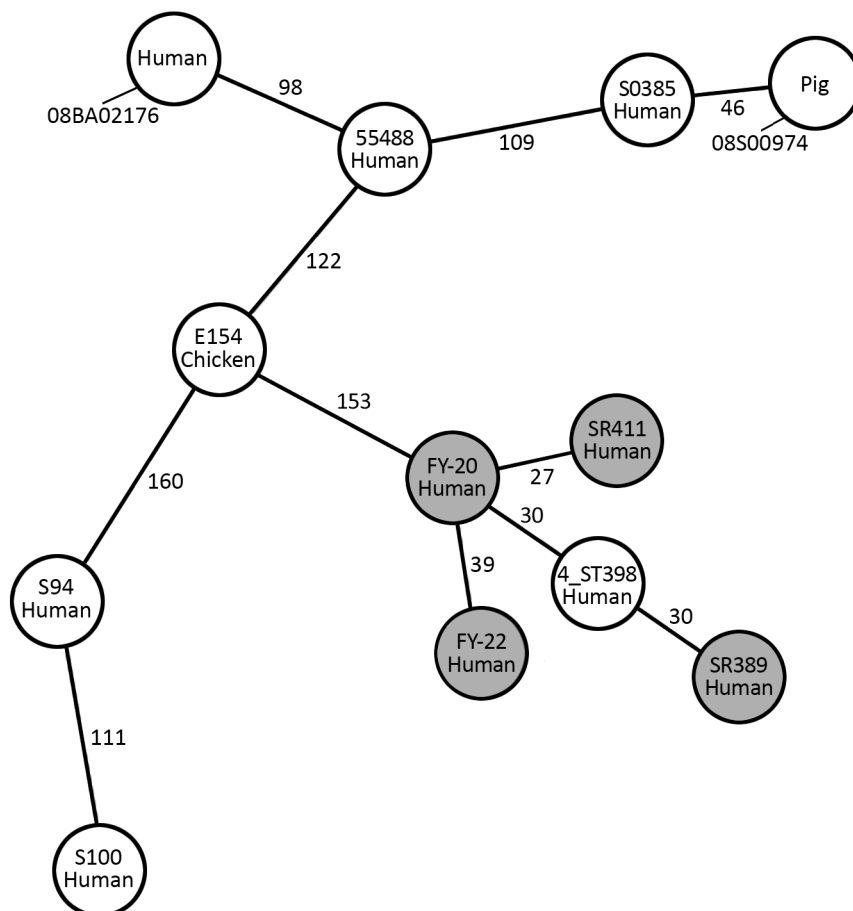 Human
08BA02176
98
55488
Human
109
S0385
Human
46
Pig
08S00974
122
E154
Chicken
153
FY-20
Human
27
SR411
Human
30
39
4_ST398
Human
30
FY-22
Human
SR389
Human
160
S94
Human
111
S100
Human